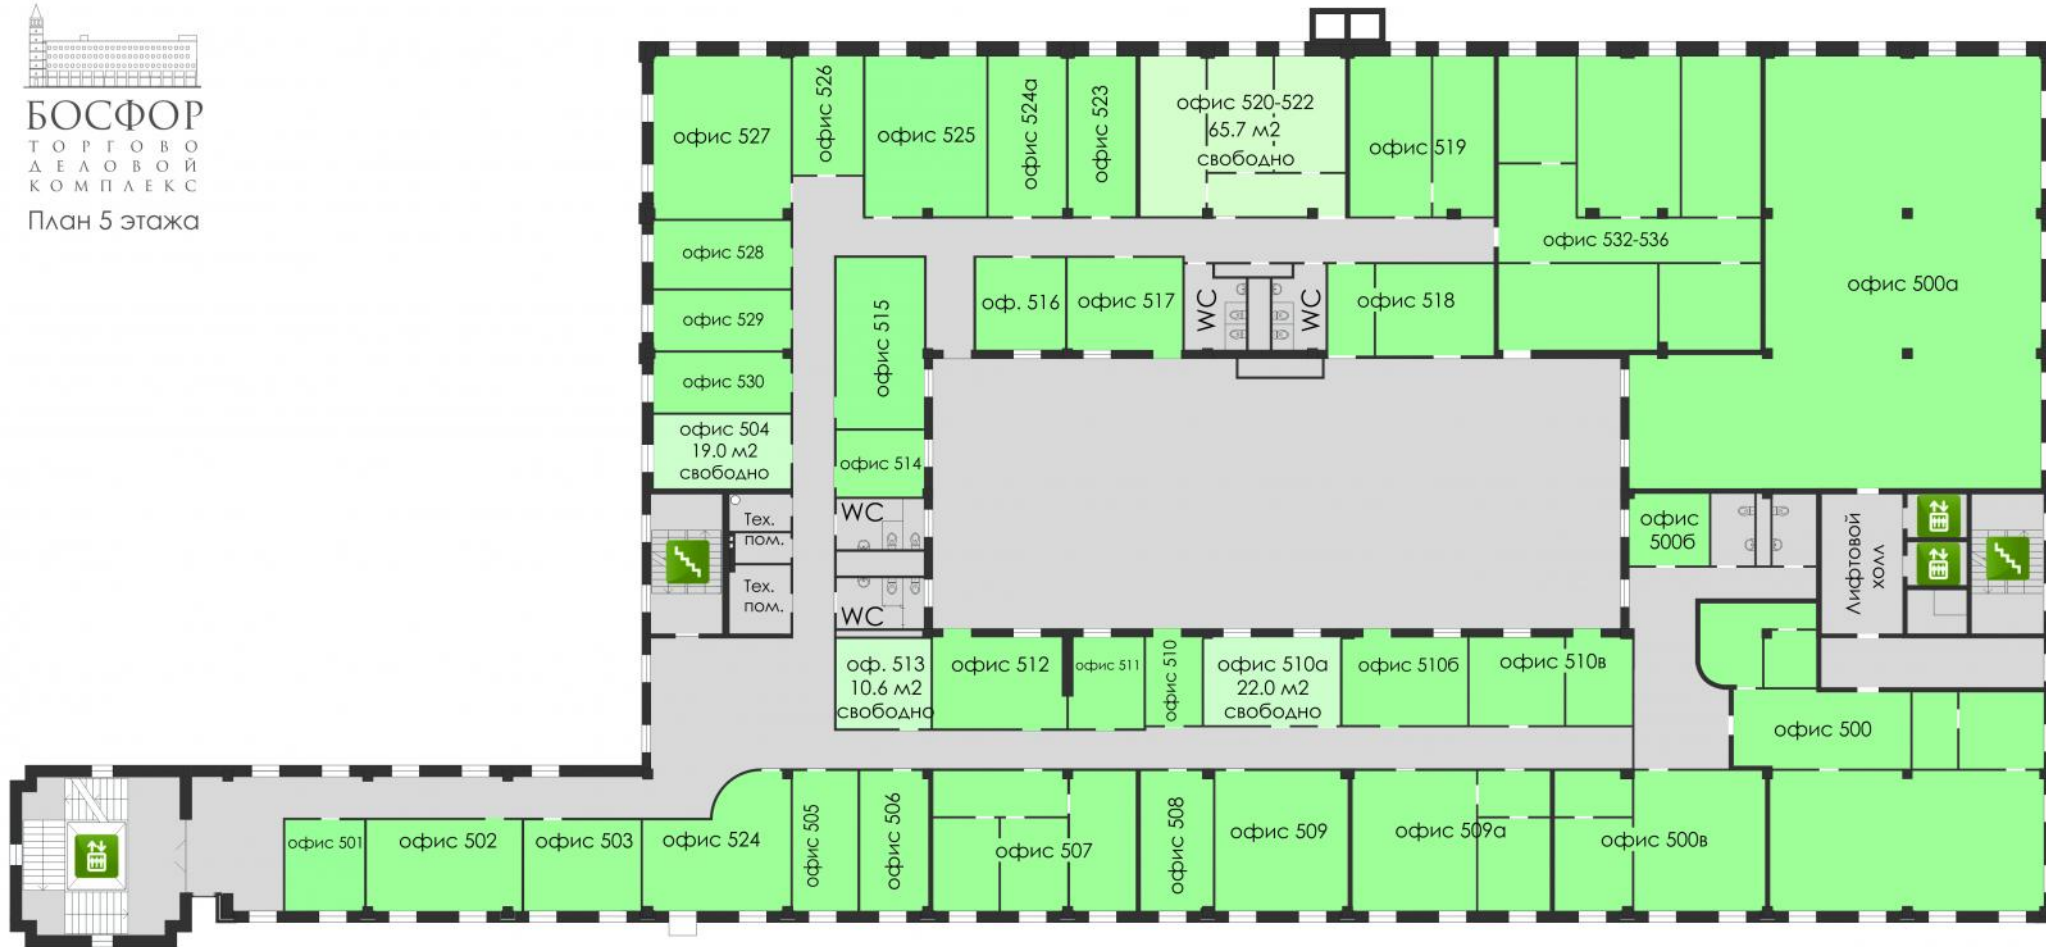 БОСФОР
ТОРГОВО
ДЕЛОВОЙ
КОМПЛЕКС
План 5 этажа
офис 527
офис 526
офис 525
офис 524а
офис 523
офис 520-522
65.7 м2
свободно
офис 519
офис 532-536
офис 500а
офис 528
офис 529
офис 530
офис 504
19.0 м2
свободно
офис 515
офис 514
оф. 516
офис 517
WC
WC
офис 518
Тех.
пом.
Тех.
пом.
WC
WC
офис
500б
Лифтовой
холл
оф. 513
10.6 м2
свободно
офис 512
офис 511
офис 510
офис 510а
22.0 м2
свободно
офис 510б
офис 510в
офис 500
офис 501
офис 502
офис 503
офис 524
офис 505
офис 506
офис 507
офис 508
офис 509
офис 509а
офис 500в